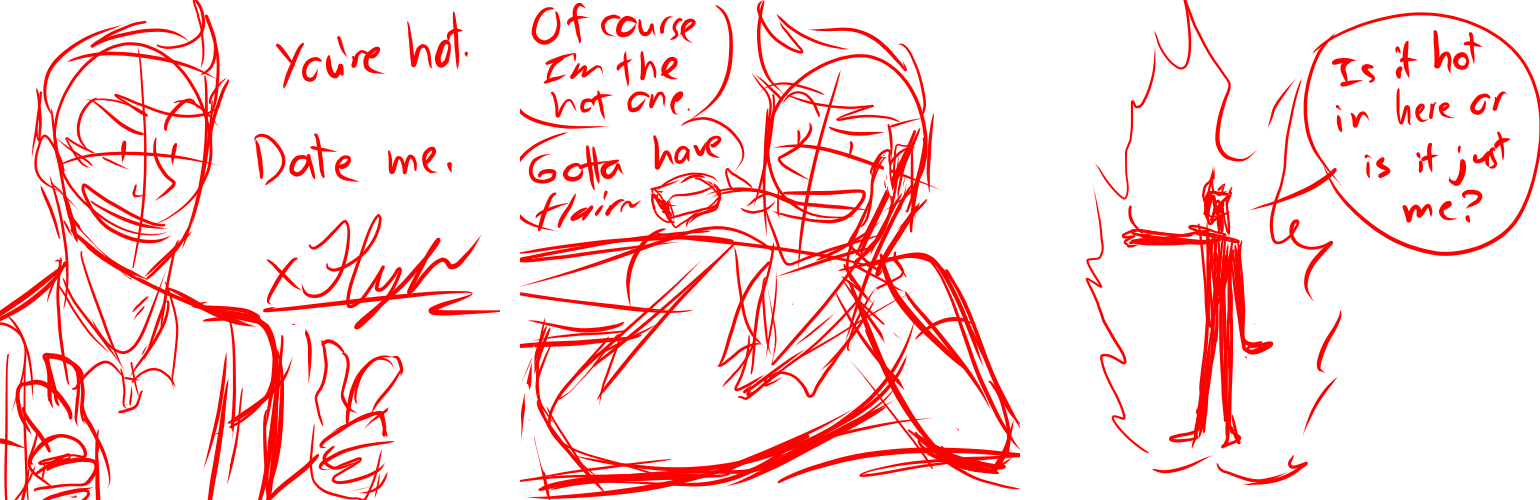 You're hot.
Date me.
x Flynn
Of course
I'm the
hot one.
Gotta have
flair~
Is it hot
in here or
is it just
me?